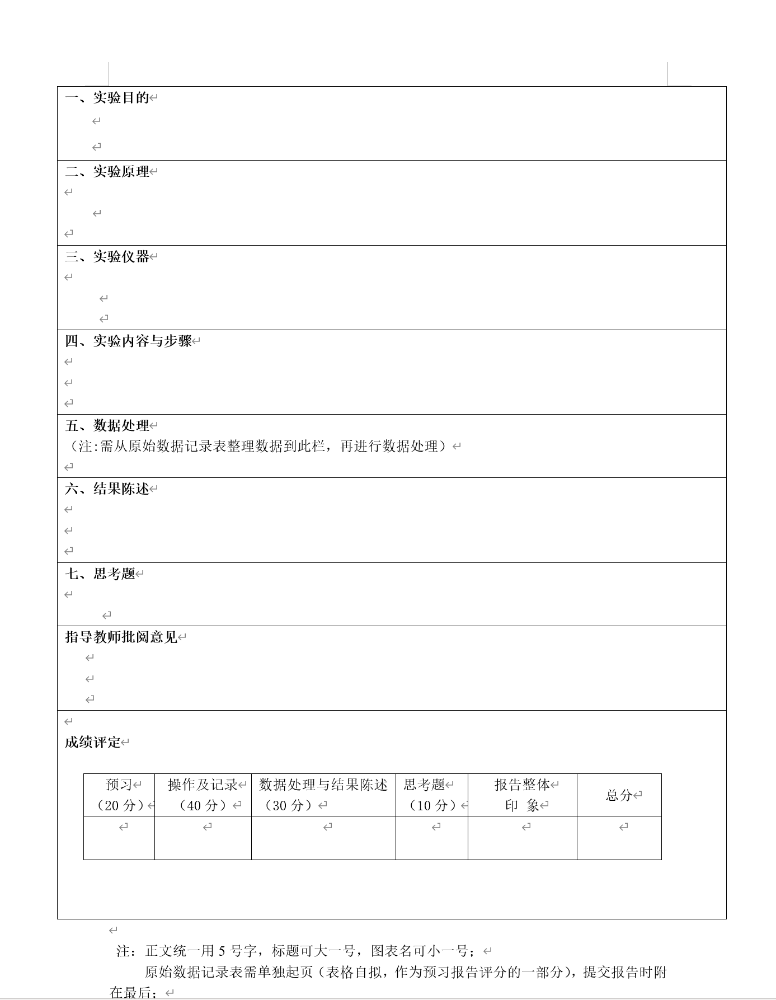 一、实验目的
二、实验原理
三、实验仪器
四、实验内容与步骤
五、数据处理
（注:需从原始数据记录表整理数据到此栏，再进行数据处理）
六、结果陈述
七、思考题
指导教师批阅意见
成绩评定
预习
（20 分）
操作及记录
（40 分）
数据处理与结果陈述
（30 分）
思考题
（10 分）
报告整体
印 象
总分
注：正文统一用 5 号字，标题可大一号，图表名可小一号；
原始数据记录表需单独起页（表格自拟，作为预习报告评分的一部分），提交报告时附
在最后；